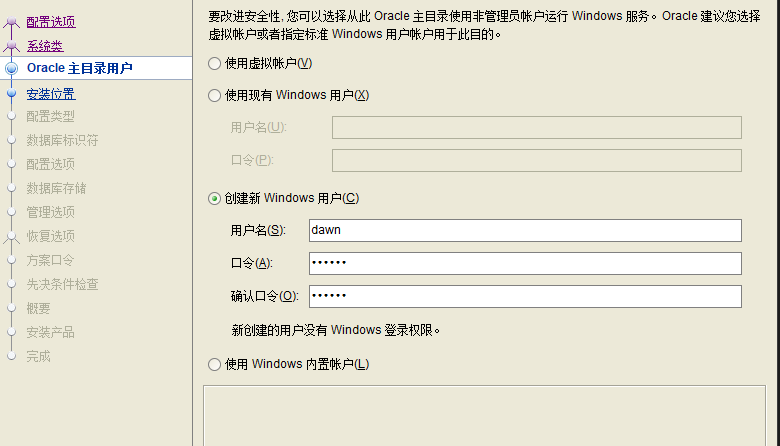 配置选项
系统类
Oracle 主目录用户
安装位置
配置类型
数据库标识符
配置选项
数据库存储
管理选项
恢复选项
方案口令
先决条件检查
概要
安装产品
完成
要改进安全性, 您可以选择从此 Oracle 主目录使用非管理员帐户运行 Windows 服务。Oracle 建议您选择
虚拟帐户或者指定标准 Windows 用户帐户用于此目的。
使用虚拟帐户(V)
使用现有 Windows 用户(X)
用户名(U):
口令(P):
创建新 Windows 用户(C)
用户名(S): dawn
口令(A): ••••••
确认口令(O): ••••••
新创建的用户没有 Windows 登录权限。
使用 Windows 内置帐户(L)